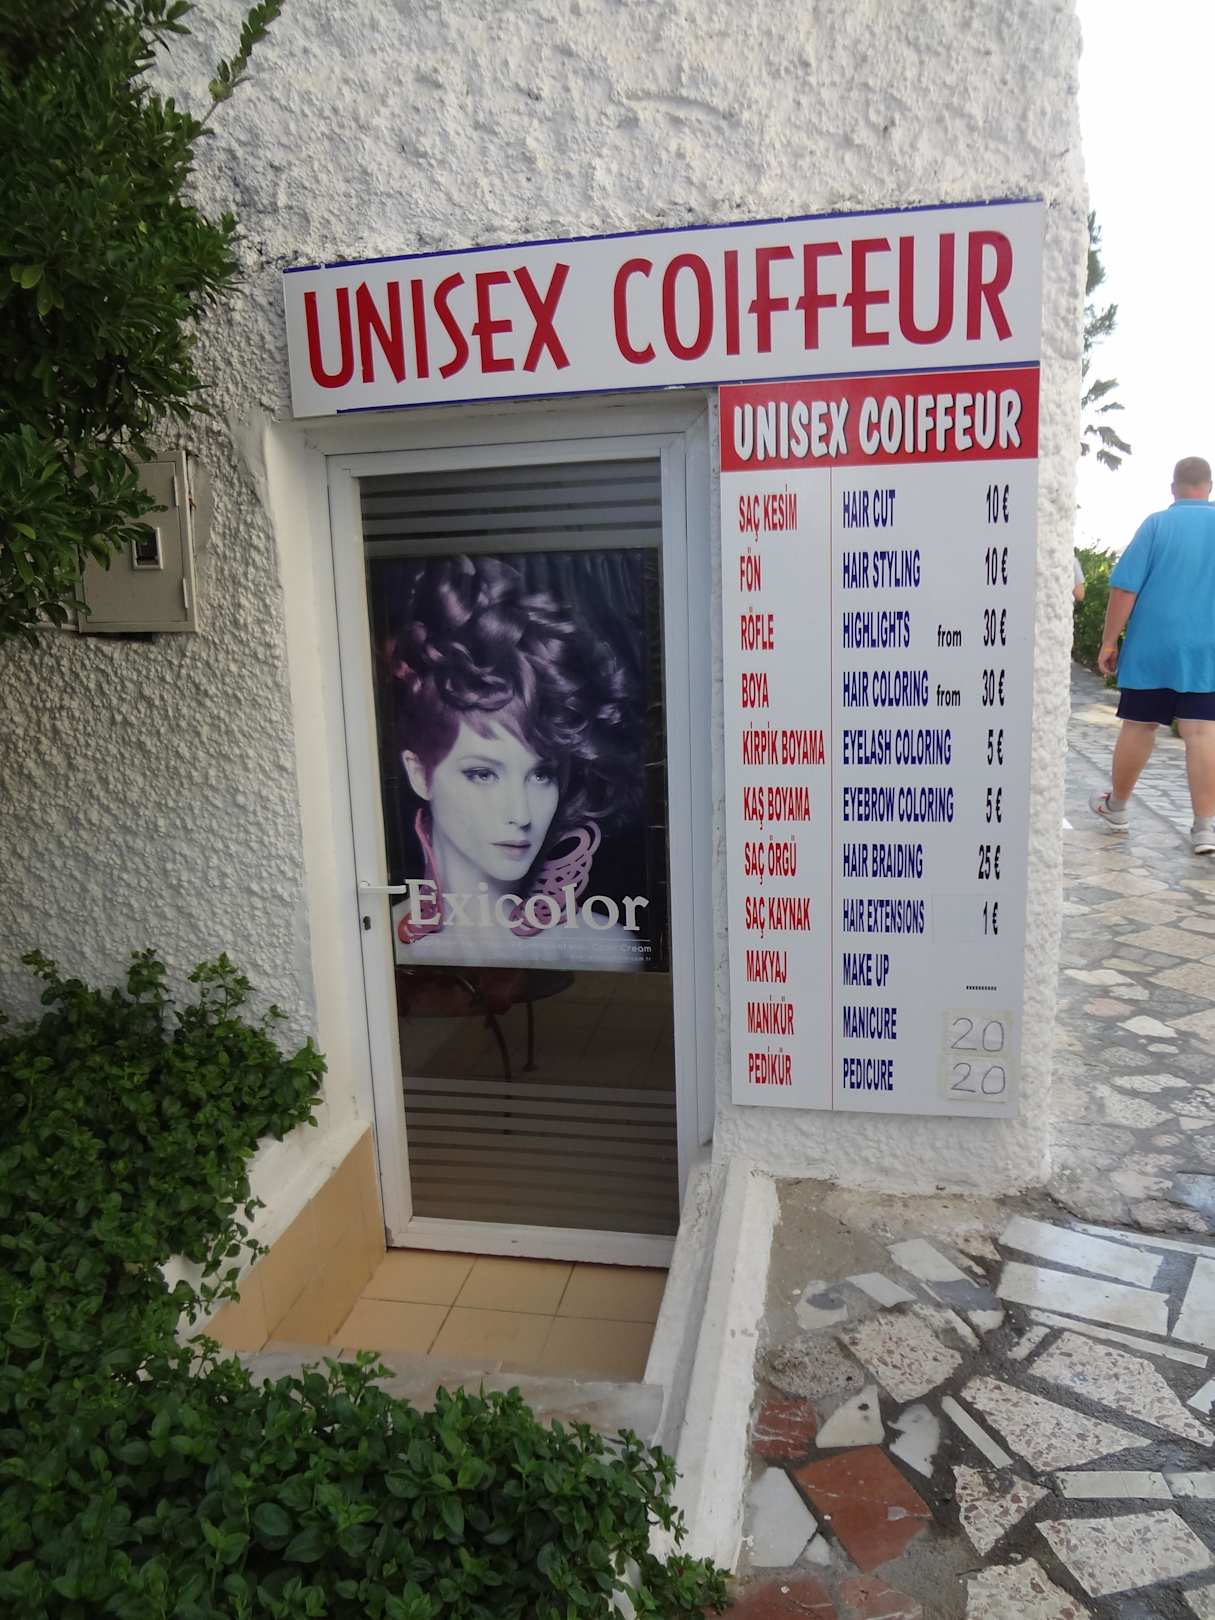 UNISEX COIFFEUR
UNISEX COIFFEUR
SAÇ KESİM HAIR CUT 10 €
FÖN HAIR STYLING 10 €
RÖFLE HIGHLIGHTS from 30 €
BOYA HAIR COLORING from 30 €
KİRPİK BOYAMA EYELASH COLORING 5 €
KAŞ BOYAMA EYEBROW COLORING 5 €
SAÇ ÖRGÜ HAIR BRAIDING 25 €
SAÇ KAYNAK HAIR EXTENSIONS 1 €
MAKYAJ MAKE UP ..........
MANİKÜR MANICURE 20
PEDİKÜR PEDICURE 20
Exicolor
Cream